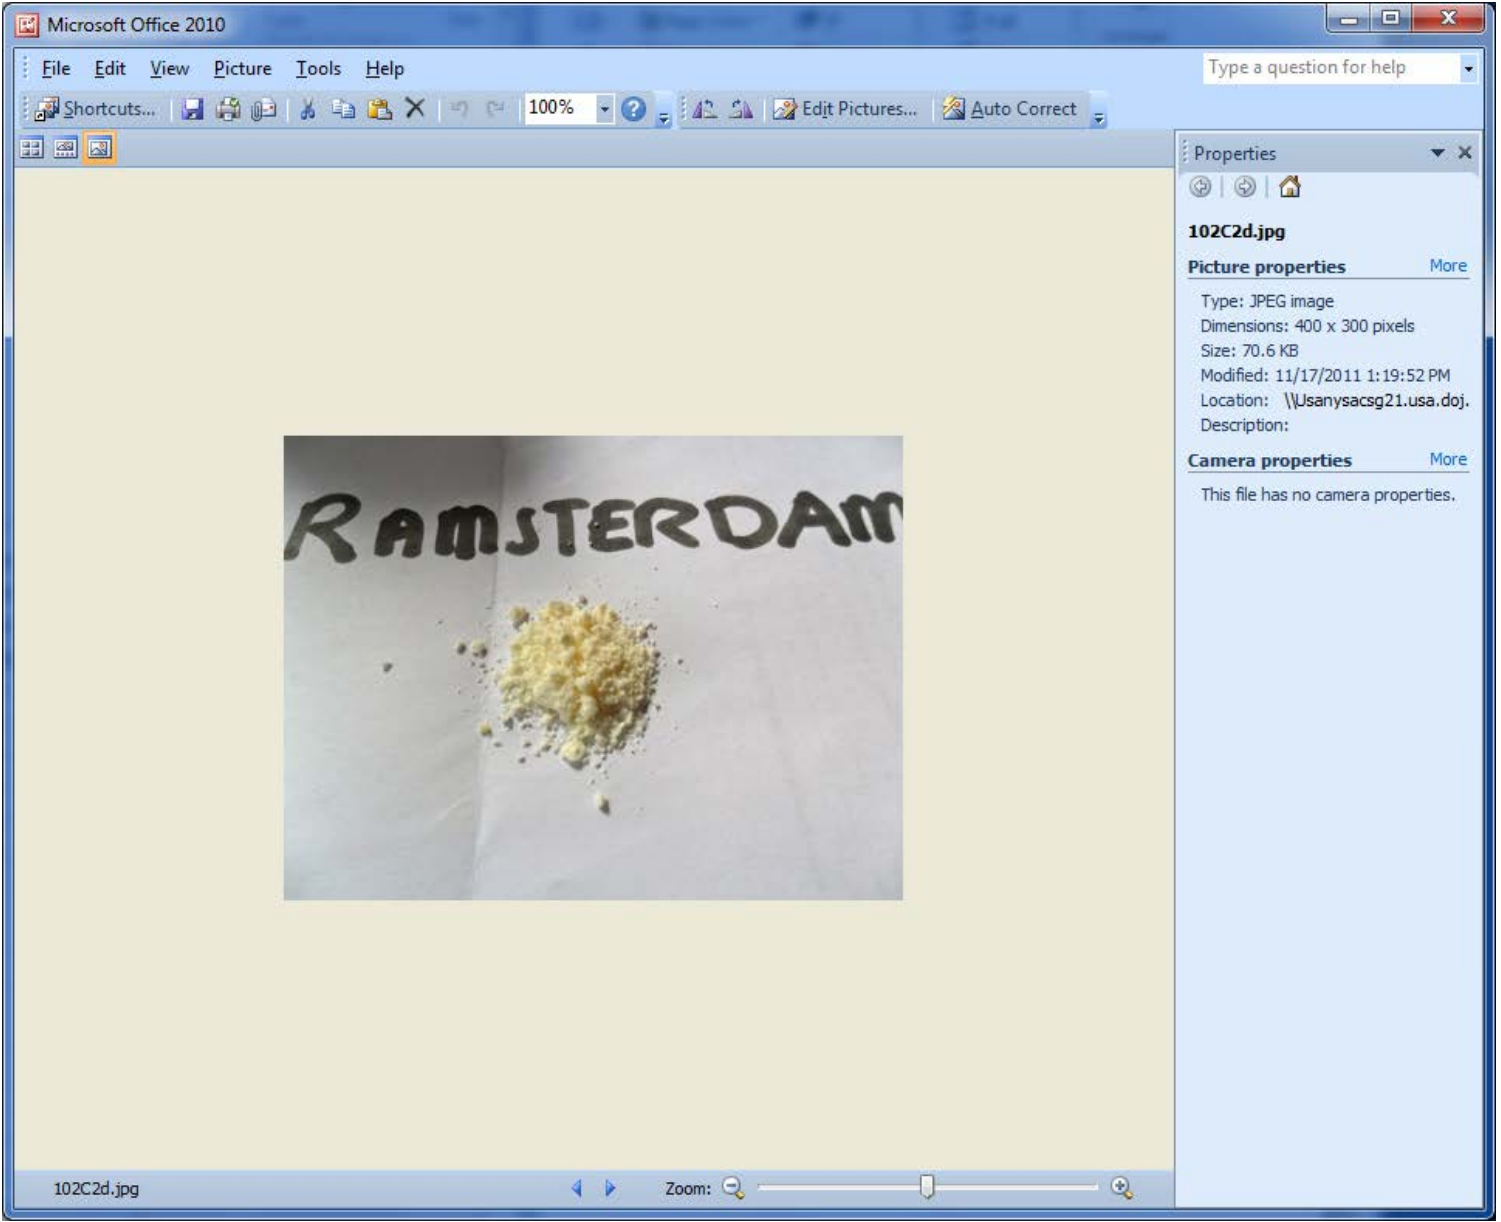 Microsoft Office 2010
File Edit View Picture Tools Help
Type a question for help
Shortcuts...
100%
Edit Pictures...
Auto Correct
Properties
102C2d.jpg
Picture properties More
Type: JPEG image
Dimensions: 400 x 300 pixels
Size: 70.6 KB
Modified: 11/17/2011 1:19:52 PM
Location: \\Usanysacsg21.usa.doj.
Description:
Camera properties More
This file has no camera properties.
RAMSTERDAM
102C2d.jpg
Zoom: